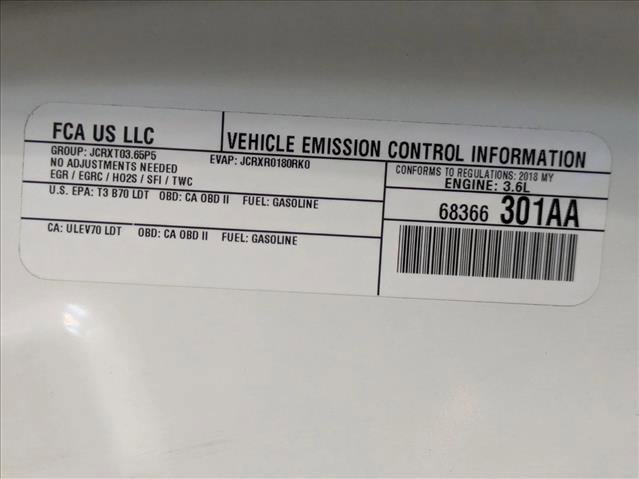 FCA US LLC
VEHICLE EMISSION CONTROL INFORMATION
GROUP: JCRXT03.65P5 EVAP: JCRXR0180RK0
NO ADJUSTMENTS NEEDED
EGR / EGRC / HO2S / SFI / TWC
CONFORMS TO REGULATIONS: 2018 MY
ENGINE: 3.6L
U.S. EPA: T3 B70 LDT OBD: CA OBD II FUEL: GASOLINE
68366 301AA
CA: ULEV70 LDT OBD: CA OBD II FUEL: GASOLINE